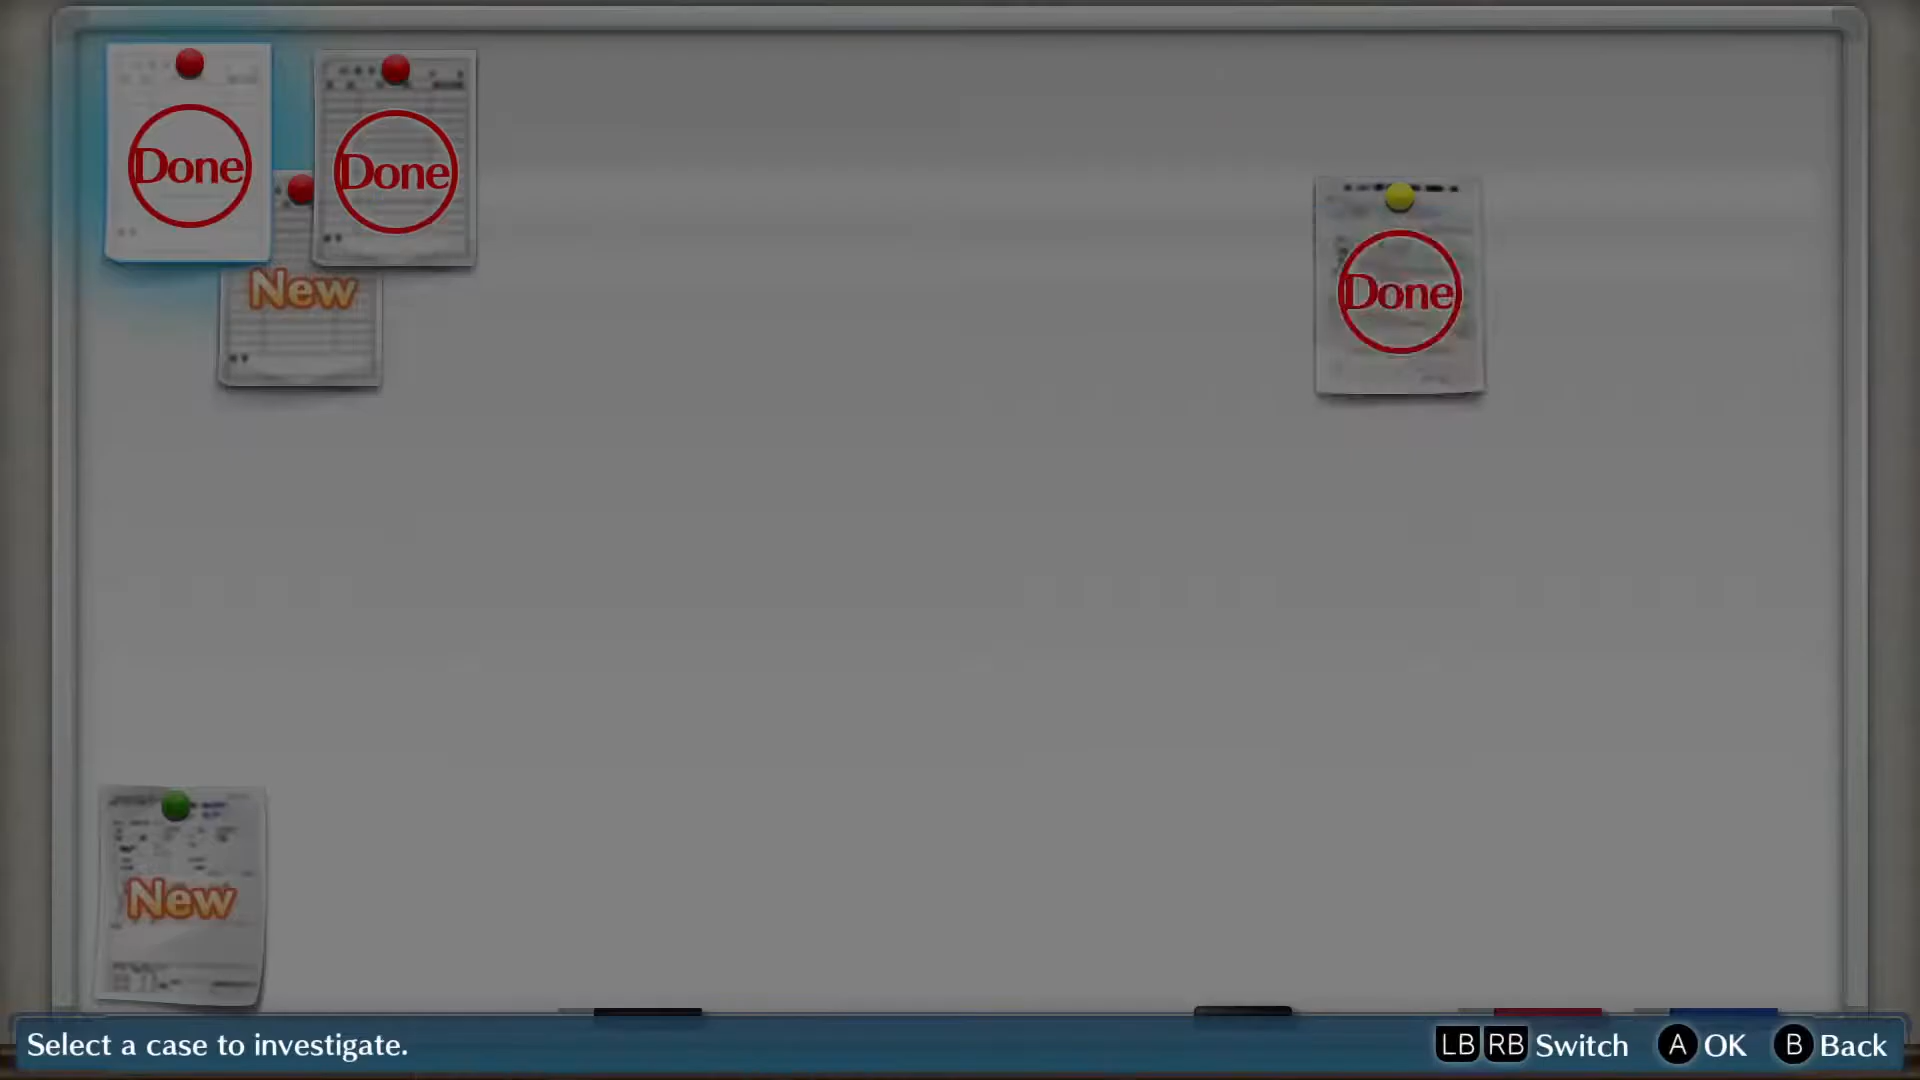 Done
Done
New
Done
New
Select a case to investigate.
LB RB Switch A OK B Back